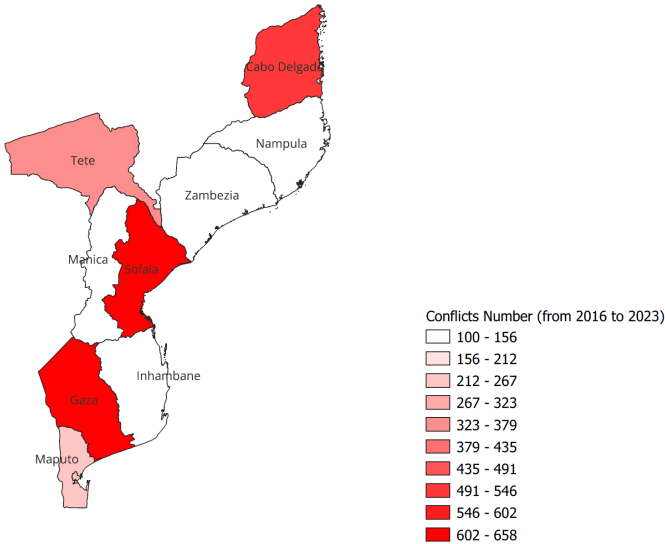 Cabo Delgado
Nampula
Tete
Zambezia
Manica
Sofala
Inhambane
Gaza
Maputo
Conflicts Number (from 2016 to 2023)
100 - 156
156 - 212
212 - 267
267 - 323
323 - 379
379 - 435
435 - 491
491 - 546
546 - 602
602 - 658